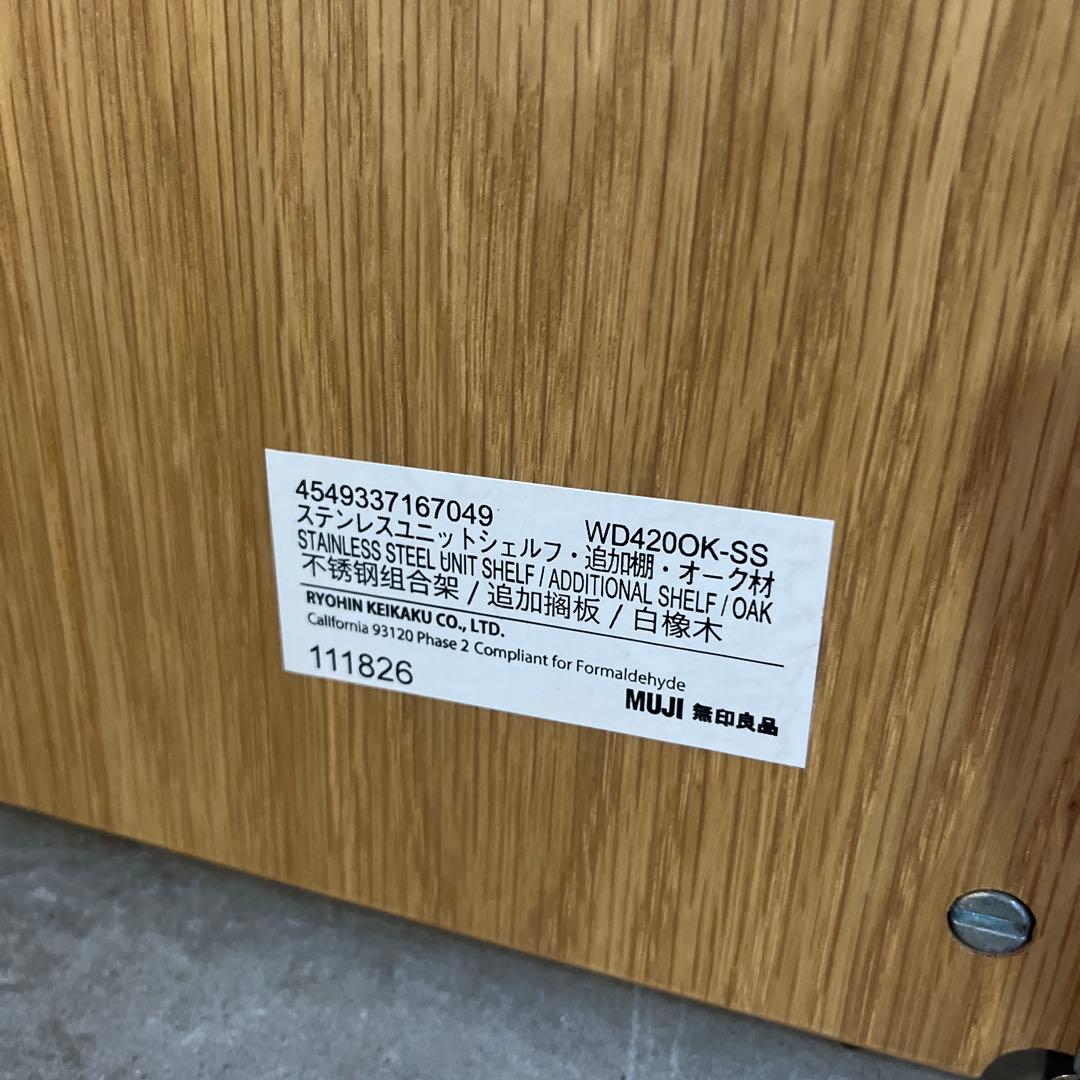 4549337167049 WD420OK-SS
ステンレスユニットシェルフ・追加棚・オーク材
STAINLESS STEEL UNIT SHELF / ADDITIONAL SHELF / OAK
不锈钢组合架 / 追加搁板 / 白橡木
RYOHIN KEIKAKU CO., LTD.
California 93120 Phase 2 Compliant for Formaldehyde
111826
MUJI 無印良品